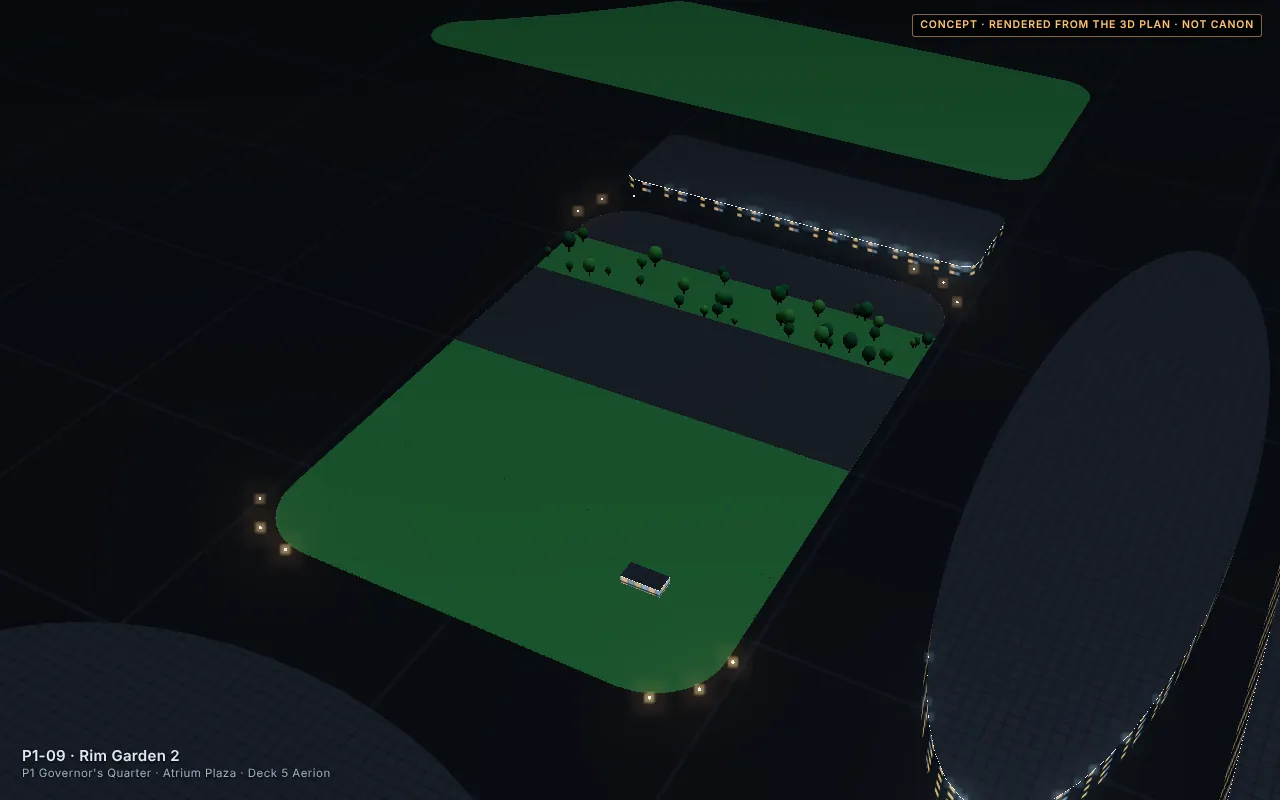 CONCEPT · RENDERED FROM THE 3D PLAN · NOT CANON
P1-09 · Rim Garden 2
P1 Governor's Quarter · Atrium Plaza · Deck 5 Aerion